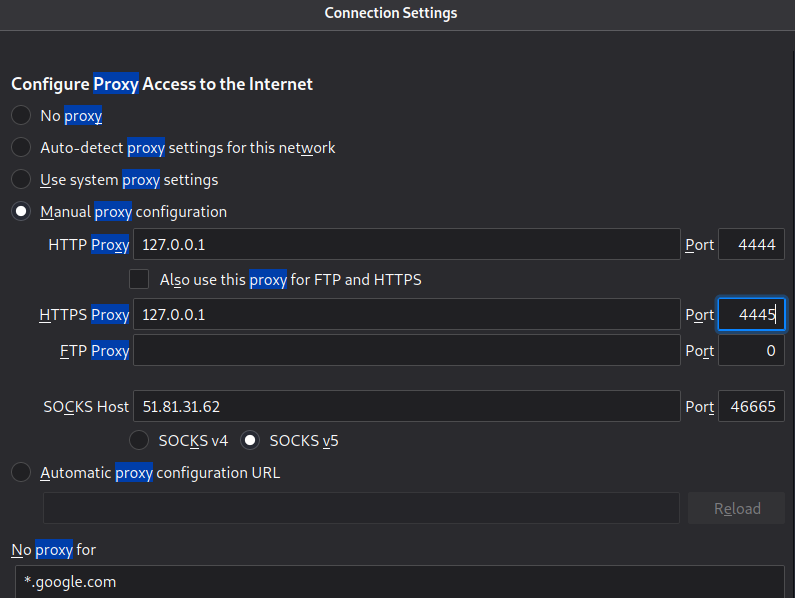 Connection Settings
Configure Proxy Access to the Internet
No proxy
Auto-detect proxy settings for this network
Use system proxy settings
Manual proxy configuration
HTTP Proxy 127.0.0.1 Port 4444
Also use this proxy for FTP and HTTPS
HTTPS Proxy 127.0.0.1 Port 4445
FTP Proxy Port 0
SOCKS Host 51.81.31.62 Port 46665
SOCKS v4 SOCKS v5
Automatic proxy configuration URL
Reload
No proxy for
*.google.com